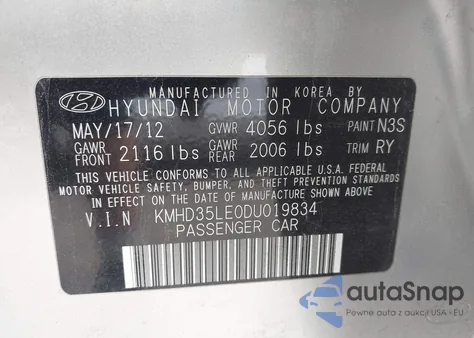 MANUFACTURED IN KOREA BY
HYUNDAI MOTOR COMPANY
MAY/17/12 GVWR 4056 lbs PAINT N3S
GAWR FRONT 2116 lbs GAWR REAR 2006 lbs TRIM RY
THIS VEHICLE CONFORMS TO ALL APPLICABLE U.S.A. FEDERAL
MOTOR VEHICLE SAFETY, BUMPER, AND THEFT PREVENTION STANDARDS
IN EFFECT ON THE DATE OF MANUFACTURE SHOWN ABOVE.
V.I.N KMHD35LE0DU019834
PASSENGER CAR
autaSnap
Pewne auta z aukcji USA i EU